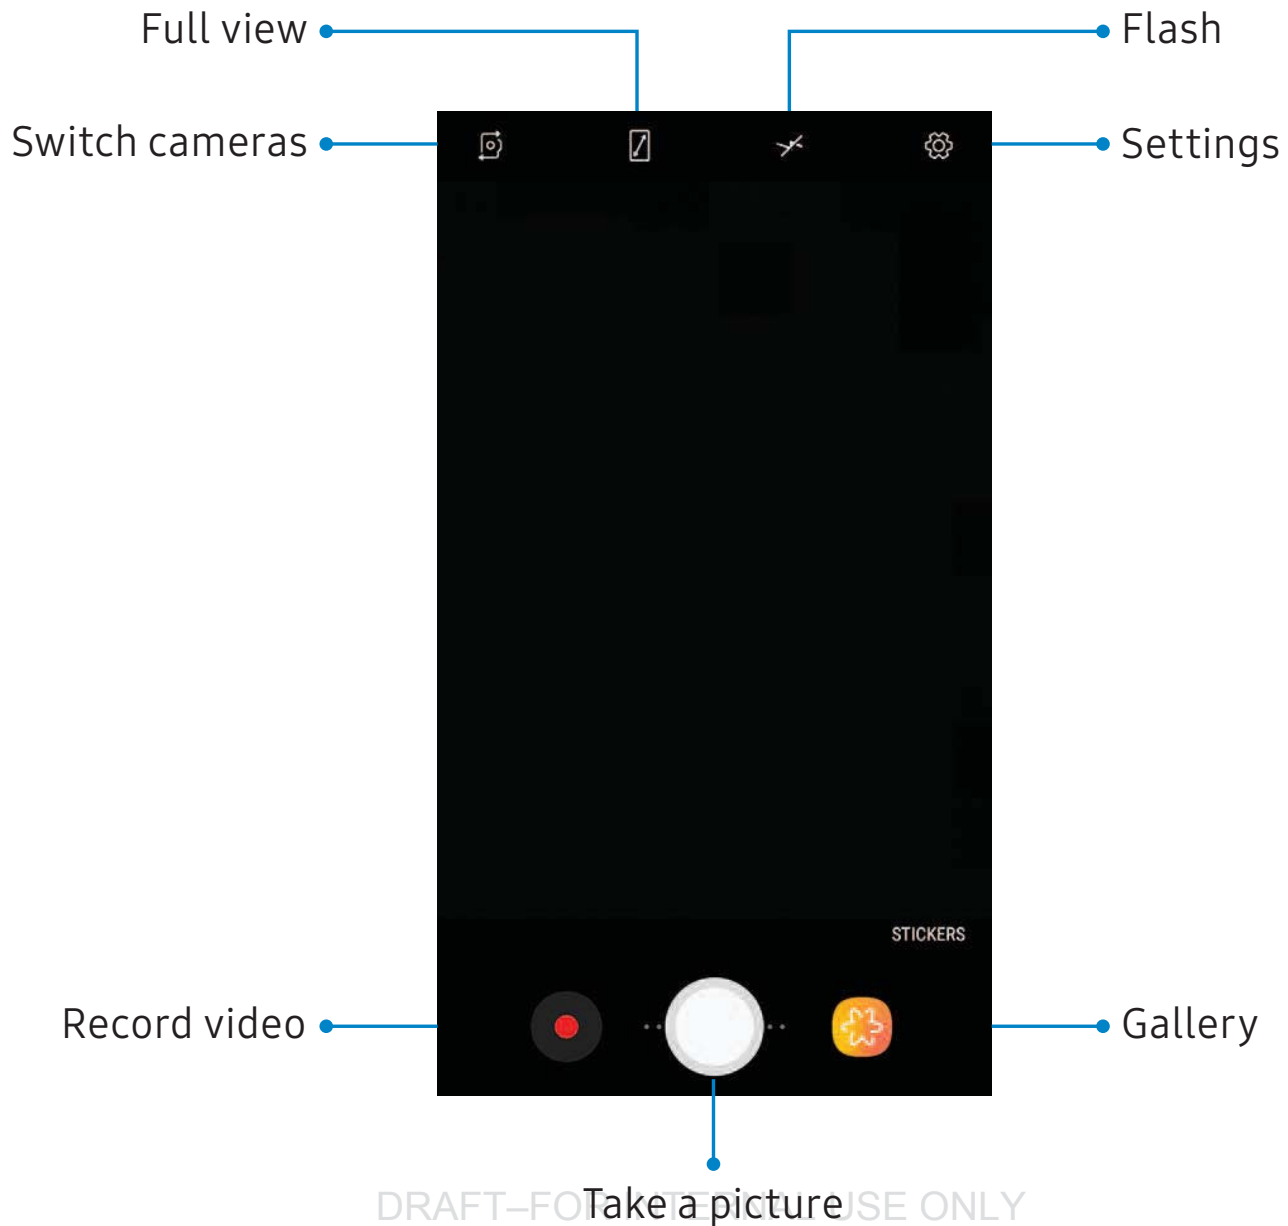 Full view
Flash
Switch cameras
Settings
STICKERS
Record video
Gallery
Take a picture
DRAFT–FOR INTERNAL USE ONLY